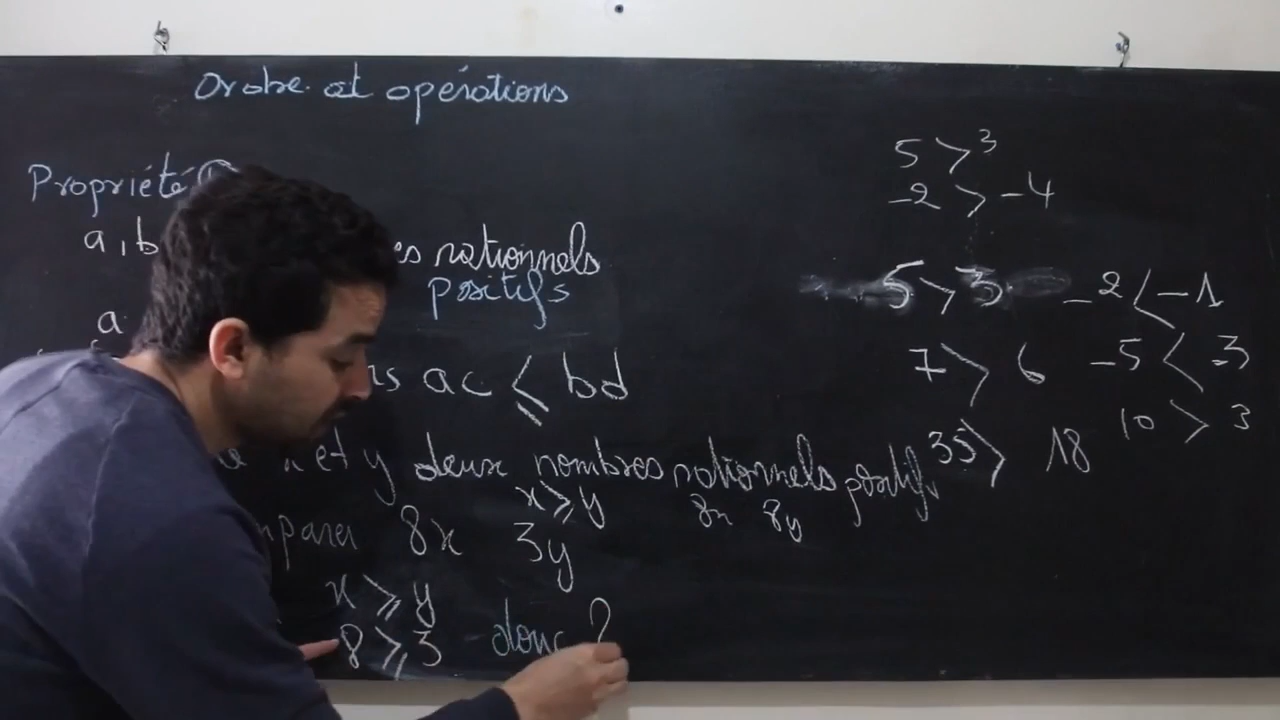 Ordre et opérations
Propriété
a, b es rationnels
positifs
a
ns ac ⩽ bd
x et y deux nombres rationnels positifs
x ⩾ y
mparer 8x 3y
8x 8y
x ⩾ y
8 ⩾ 3 donc
5 > 3
-2 > -4
5 > 3 -2 < -1
7 > 6 -5 < -3
35 > 18 10 > 3